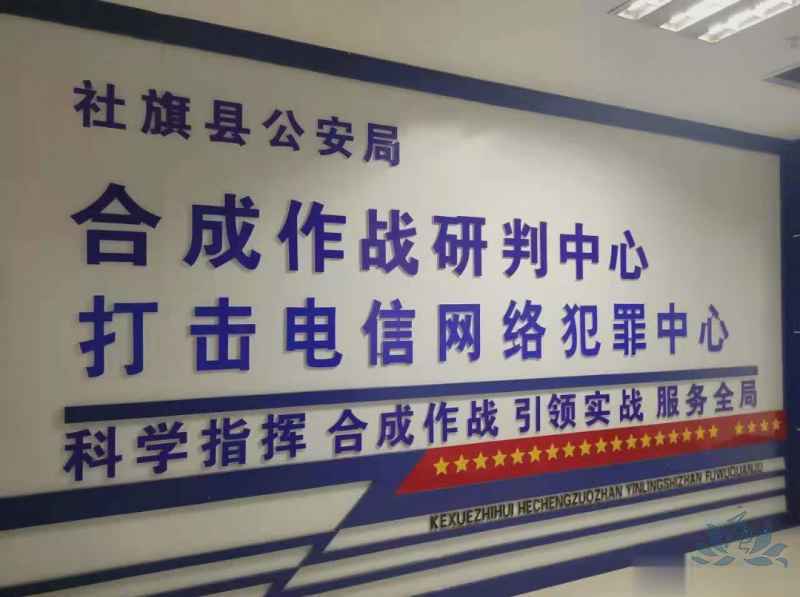 社旗县公安局
合成作战研判中心
打击电信网络犯罪中心
科学指挥 合成作战 引领实战 服务全局
KEXUEZHIHUI HECHENGZUOZHAN YINLINGSHIZHAN FUWUQUANJU